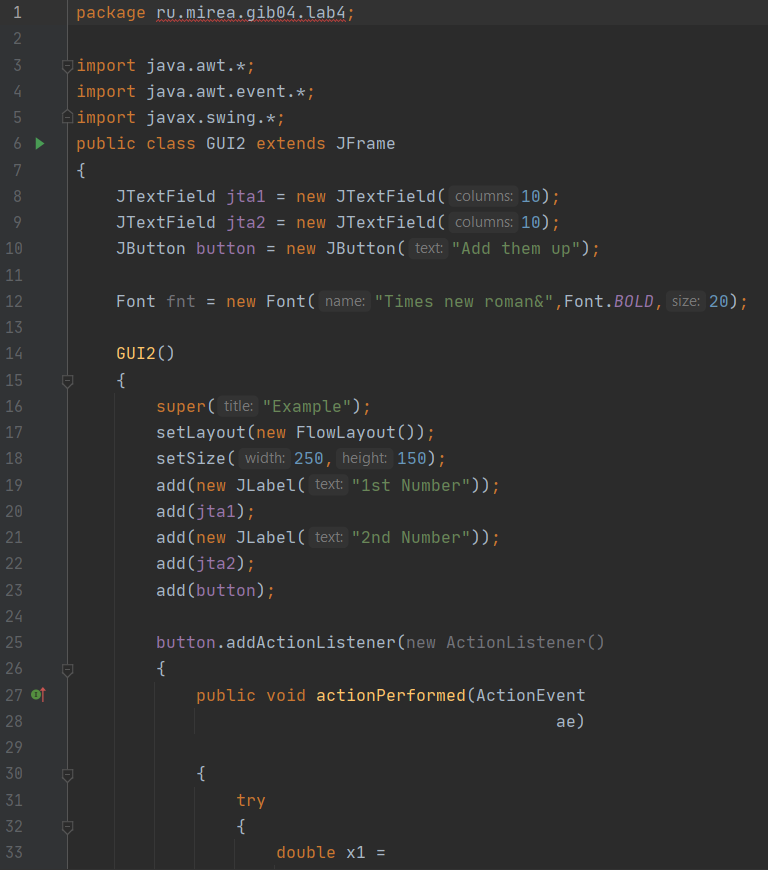 1 package ru.mirea.gib04.lab4;
2
3 import java.awt.*;
4 import java.awt.event.*;
5 import javax.swing.*;
6 public class GUI2 extends JFrame
7 {
8     JTextField jta1 = new JTextField( columns: 10);
9     JTextField jta2 = new JTextField( columns: 10);
10     JButton button = new JButton( text: "Add them up");
11
12     Font fnt = new Font( name: "Times new roman&",Font.BOLD, size: 20);
13
14     GUI2()
15     {
16         super( title: "Example");
17         setLayout(new FlowLayout());
18         setSize( width: 250, height: 150);
19         add(new JLabel( text: "1st Number"));
20         add(jta1);
21         add(new JLabel( text: "2nd Number"));
22         add(jta2);
23         add(button);
24
25         button.addActionListener(new ActionListener()
26         {
27             public void actionPerformed(ActionEvent
28                                                 ae)
29
30             {
31                 try
32                 {
33                     double x1 =